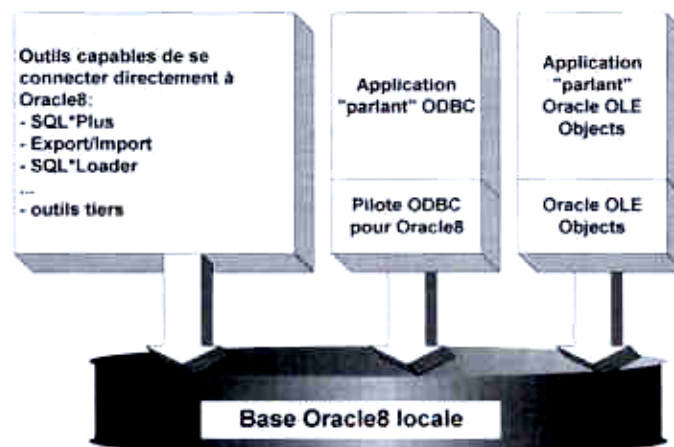 Outils capables de se
connecter directement à
Oracle8:
- SQL*Plus
- Export/Import
- SQL*Loader
...
- outils tiers
Application
"parlant" ODBC
Pilote ODBC
pour Oracle8
Application
"parlant"
Oracle OLE
Objects
Oracle OLE
Objects
Base Oracle8 locale